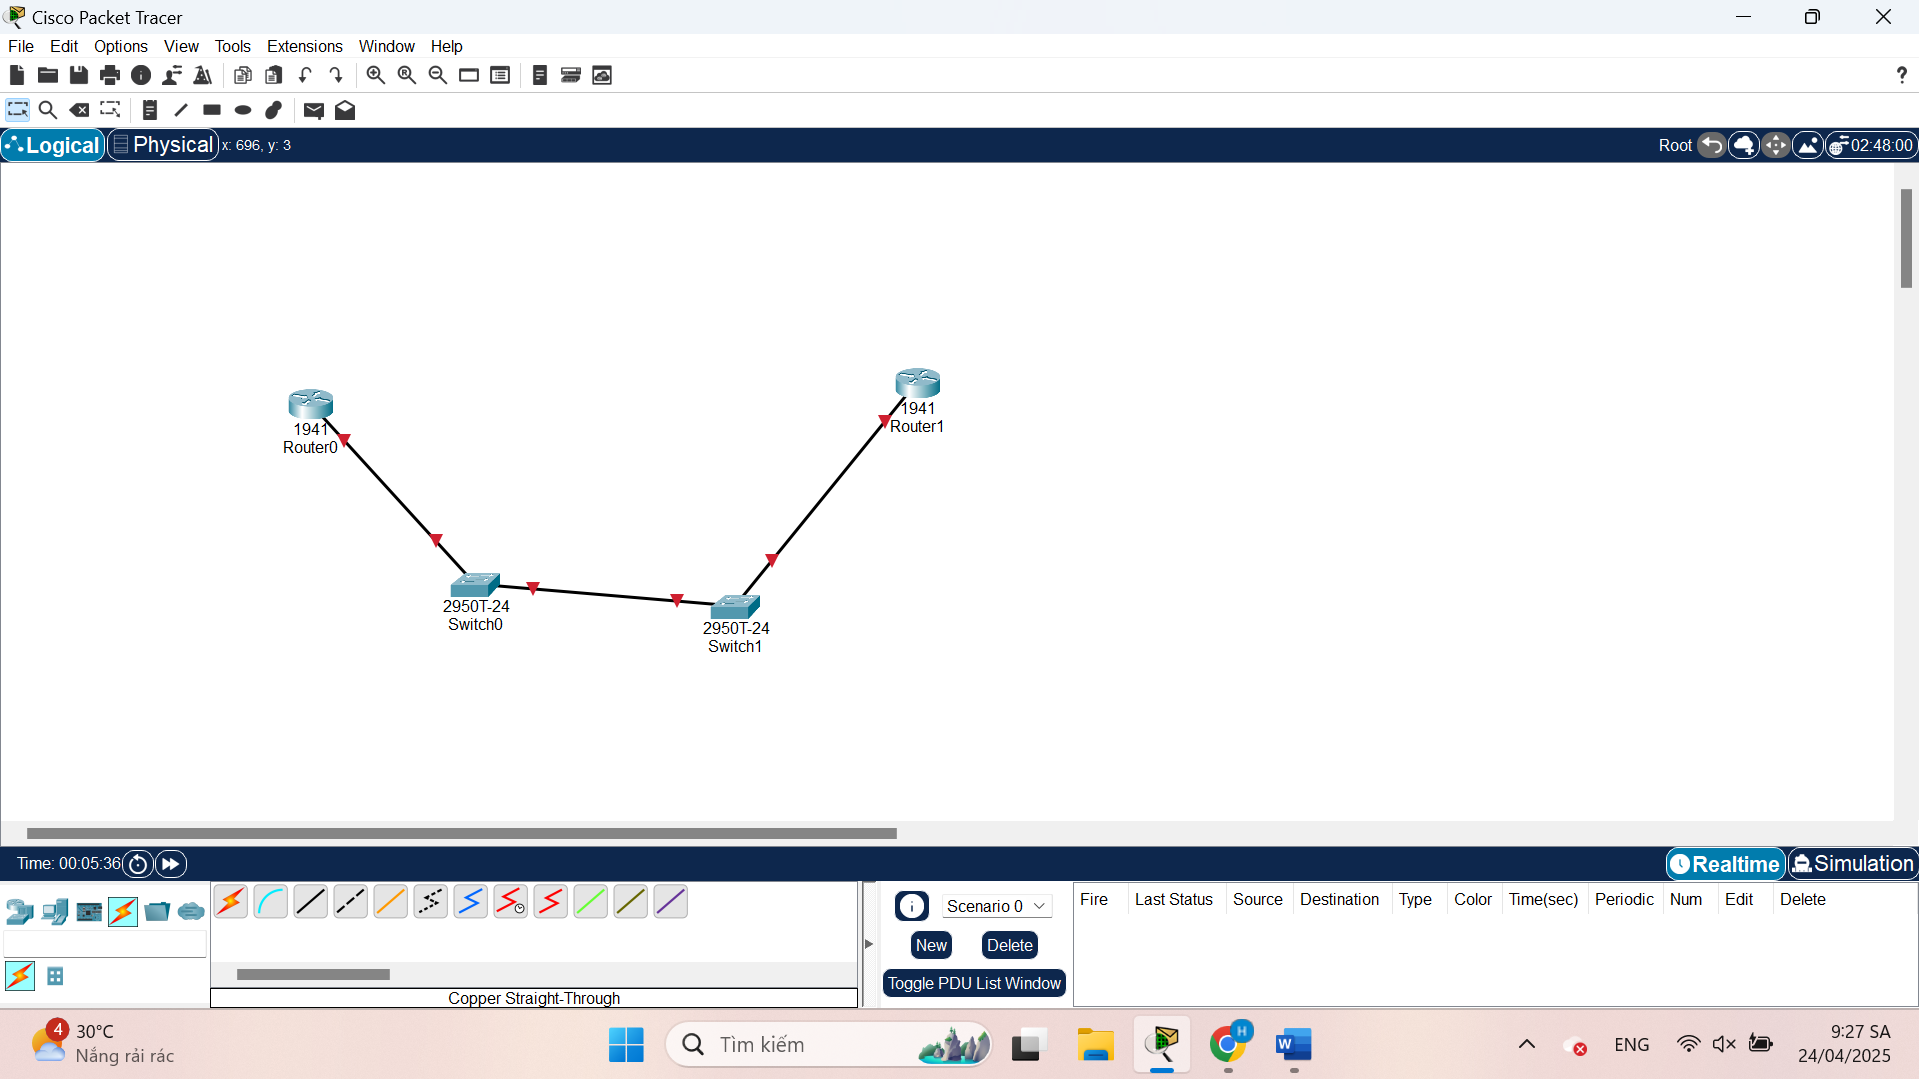 Cisco Packet Tracer
File Edit Options View Tools Extensions Window Help
?
Logical Physical x: 696, y: 3 Root 02:48:00
1941
Router1
1941
Router0
2950T-24
Switch0
2950T-24
Switch1
Time: 00:05:36 Realtime Simulation
Scenario 0
New Delete
Toggle PDU List Window
Fire Last Status Source Destination Type Color Time(sec) Periodic Num Edit Delete
Copper Straight-Through
4
30°C
Nắng rải rác
Tìm kiếm
H
W
ENG
9:27 SA
24/04/2025